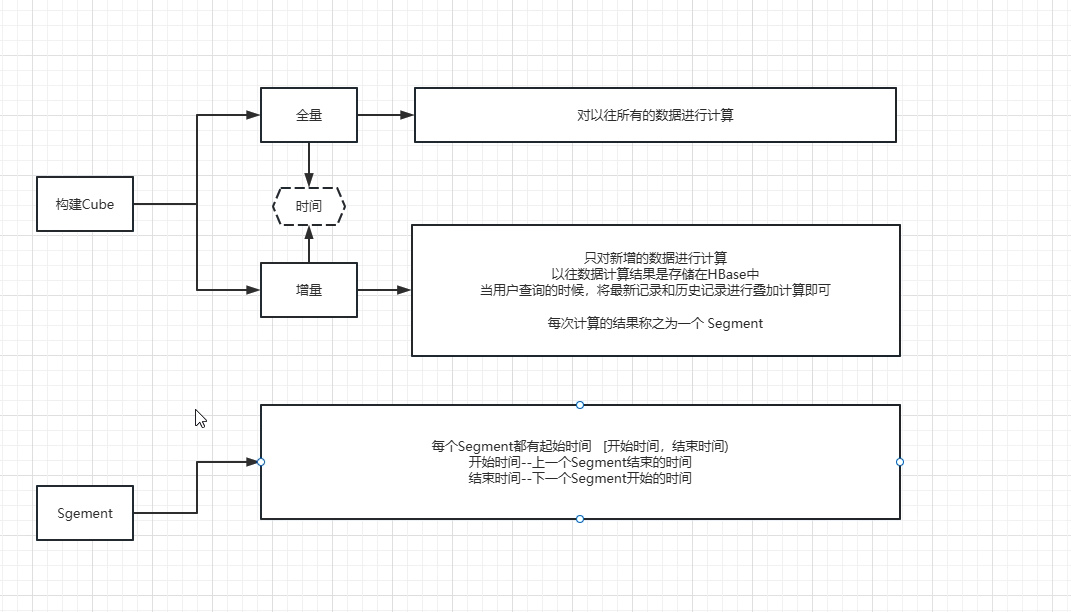 全量
对以往所有的数据进行计算
构建Cube
时间
增量
只对新增的数据进行计算
以往数据计算结果是存储在HBase中
当用户查询的时候，将最新记录和历史记录进行叠加计算即可
每次计算的结果称之为一个 Segment
每个Segment都有起始时间 [开始时间，结束时间)
开始时间--上一个Segment结束的时间
结束时间--下一个Segment开始的时间
Sgement